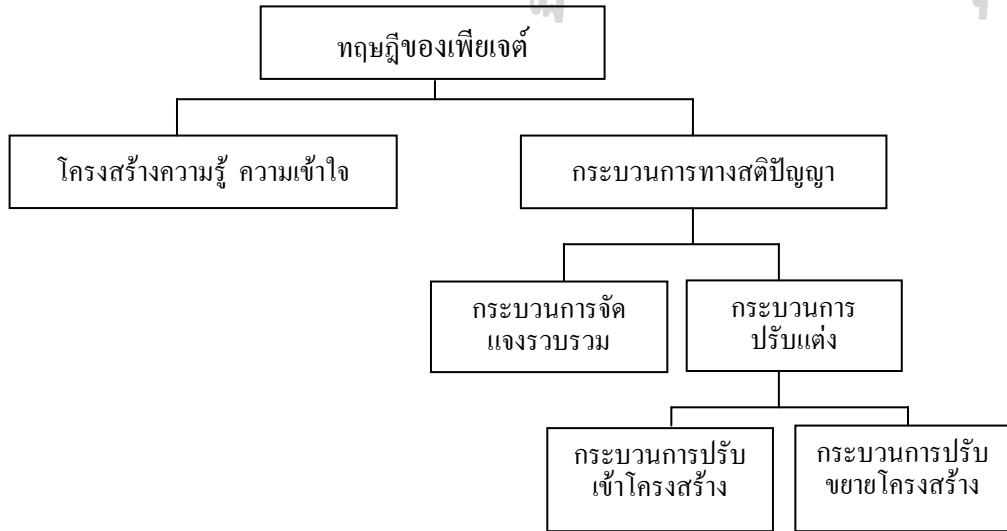 ทฤษฎีของเพียเจต์
โครงสร้างความรู้ ความเข้าใจ
กระบวนการทางสติปัญญา
กระบวนการจัด
แจงรวบรวม
กระบวนการ
ปรับแต่ง
กระบวนการปรับ
เข้าโครงสร้าง
กระบวนการปรับ
ขยายโครงสร้าง